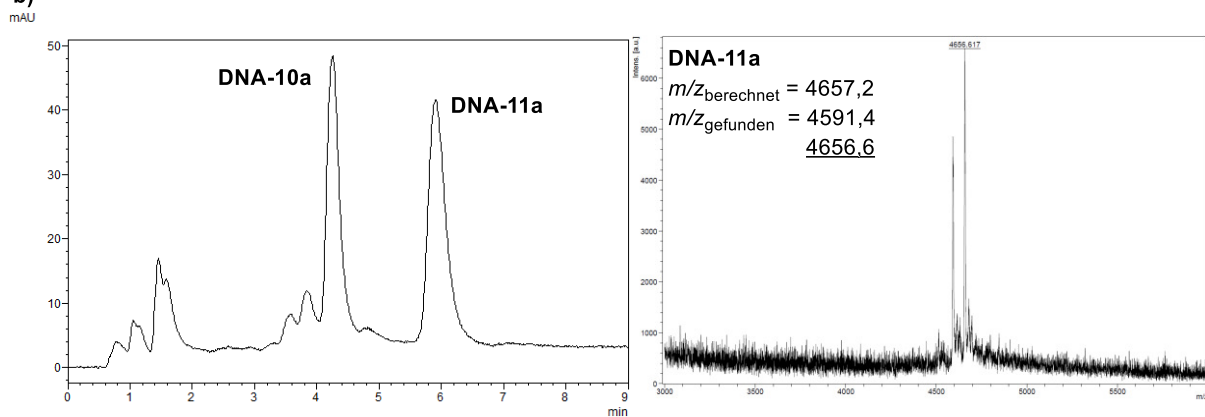 b)
mAU
50
40
30
20
10
0
DNA-10a
DNA-11a
0 1 2 3 4 5 6 7 8 9
min
Intens. [a.u.]
6000
5000
4000
3000
2000
1000
0
4656.617
DNA-11a
m/zberechnet = 4657,2
m/zgefunden = 4591,4
4656,6
3000 3500 4000 4500 5000 5500